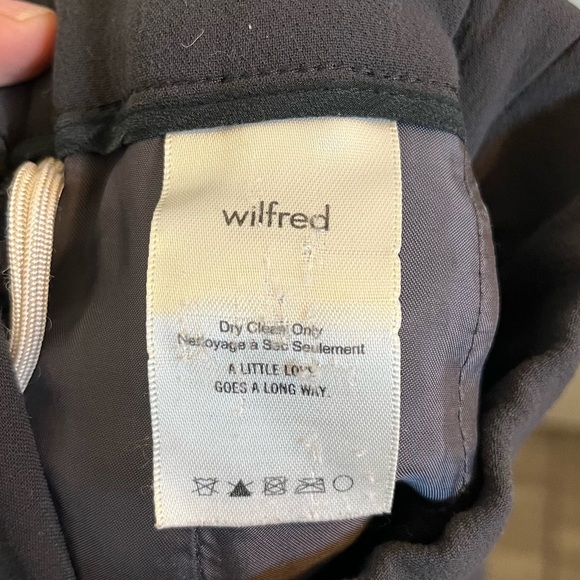 wilfred
Dry Clean Only
Nettoyage à Sec Seulement
A LITTLE LOVE
GOES A LONG WAY.